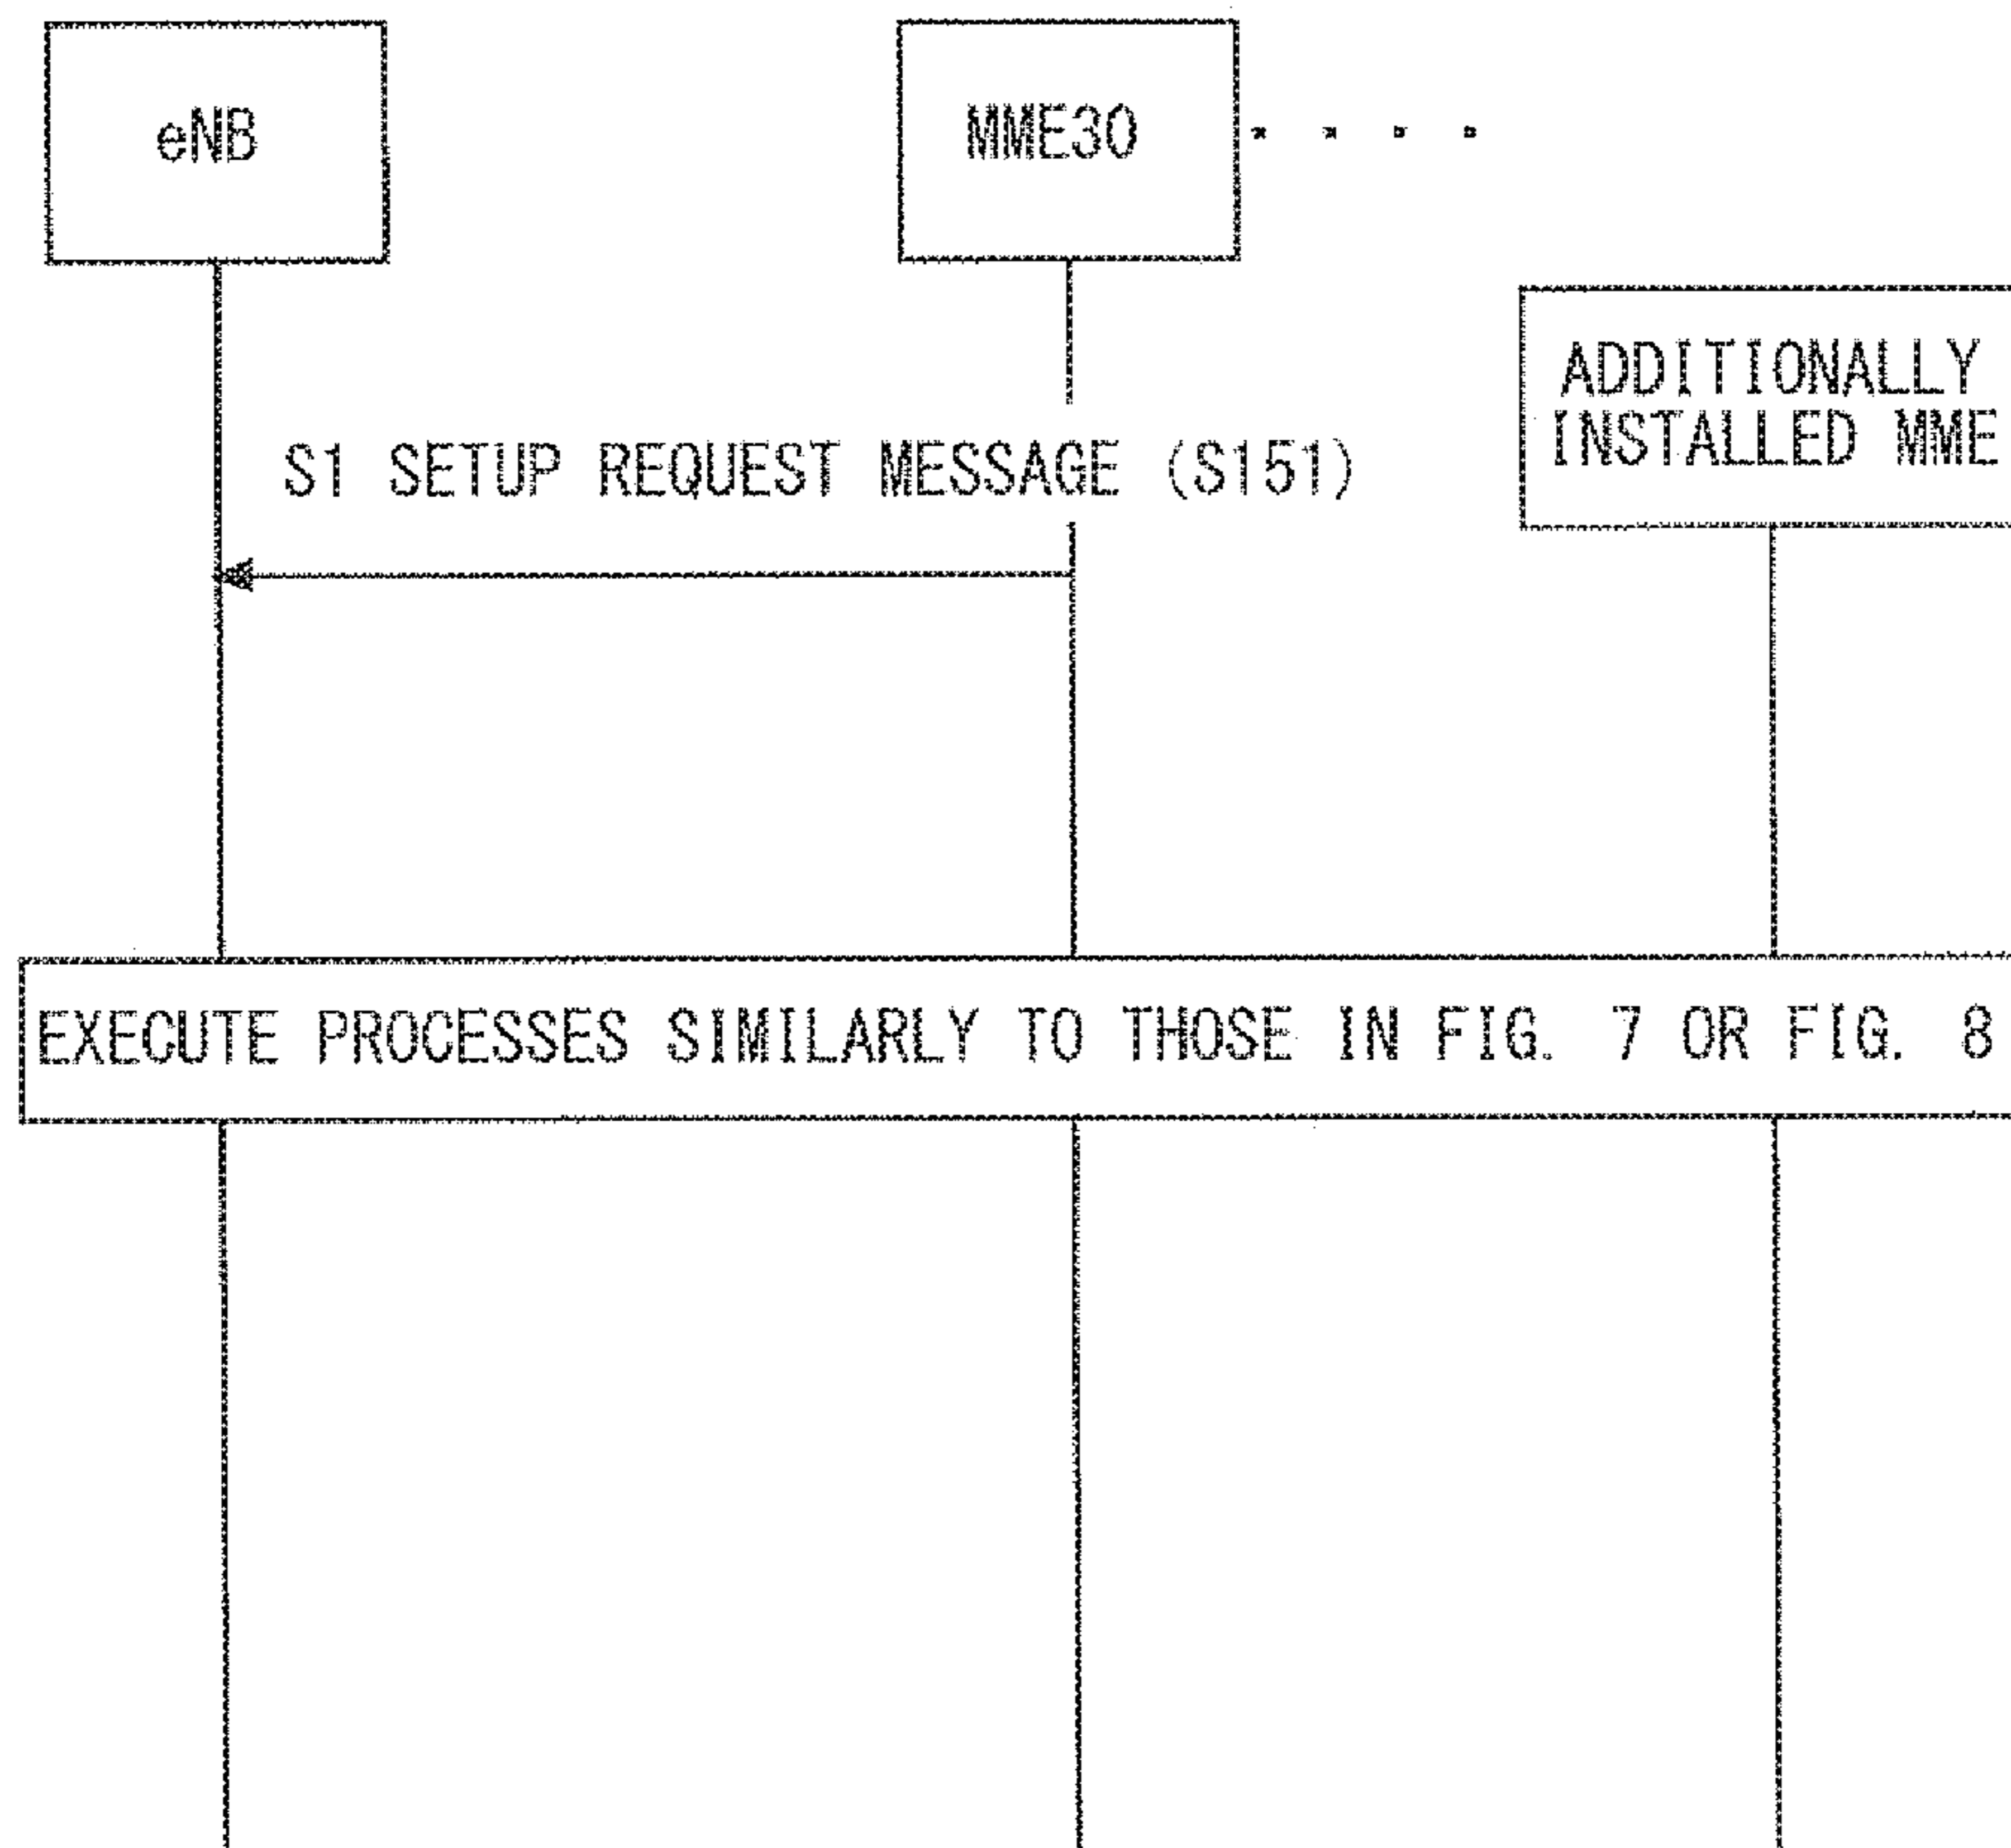 eNB
MME30
ADDITIONALLY
INSTALLED MME
S1 SETUP REQUEST MESSAGE (S151)
EXECUTE PROCESSES SIMILARLY TO THOSE IN FIG. 7 OR FIG. 8